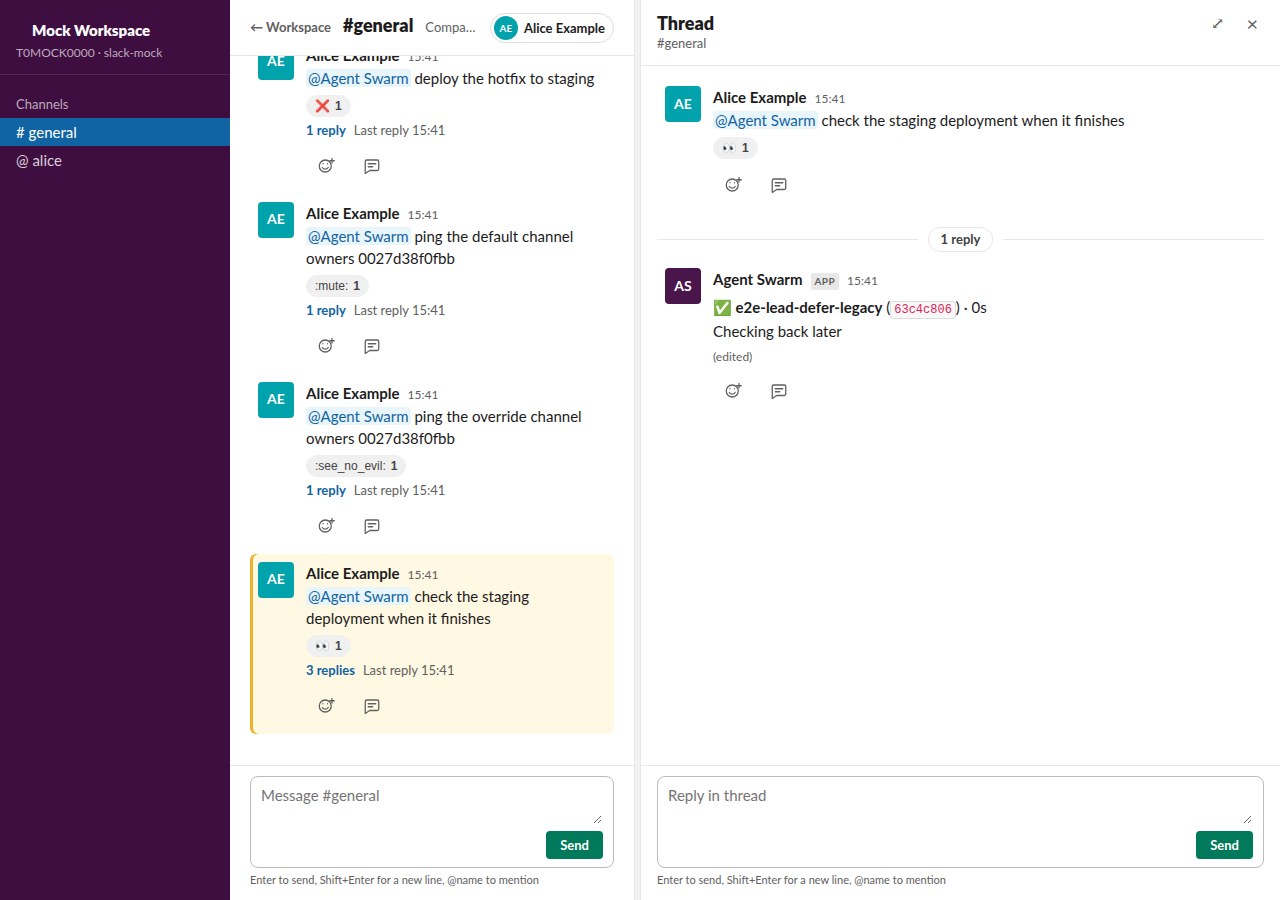 Mock Workspace
T0MOCK0000 · slack-mock
Channels
# general
@ alice
← Workspace #general Compa... AE Alice Example
AE Alice Example 15:41
@Agent Swarm deploy the hotfix to staging
❌ 1
1 reply Last reply 15:41
AE Alice Example 15:41
@Agent Swarm ping the default channel
owners 0027d38f0fbb
:mute: 1
1 reply Last reply 15:41
AE Alice Example 15:41
@Agent Swarm ping the override channel
owners 0027d38f0fbb
:see_no_evil: 1
1 reply Last reply 15:41
AE Alice Example 15:41
@Agent Swarm check the staging
deployment when it finishes
👀 1
3 replies Last reply 15:41
Message #general
Send
Enter to send, Shift+Enter for a new line, @name to mention
Thread
#general
AE Alice Example 15:41
@Agent Swarm check the staging deployment when it finishes
👀 1
1 reply
AS Agent Swarm APP 15:41
✅ e2e-lead-defer-legacy (63c4c806) · 0s
Checking back later
(edited)
Reply in thread
Send
Enter to send, Shift+Enter for a new line, @name to mention